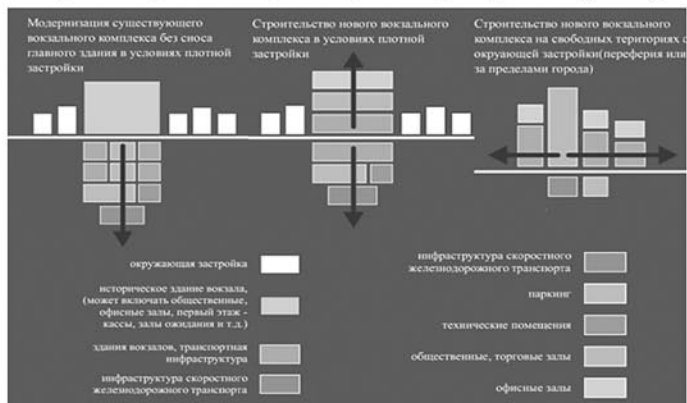 Модернизация существующего
вокзального комплекса без сноса
главного здания в условиях плотной
застройки
Строительство нового вокзального
комплекса в условиях плотной
застройки
Строительство нового вокзального
комплекса на свободных териториях с
окруающей застройки(переферия или
за пределами города)
окружающая застройка
историческое здание вокзала,
(может включать общественные,
офисные залы, первый этаж -
кассы, залы ожидания и т.д.)
здания вокзалов, транспортная
инфраструктура
инфраструктура скоростного
железнодорожного транспорта
инфраструктура скоростного
железнодорожного транспорта
паркинг
технические помещения
общественные, торговые залы
офисные залы